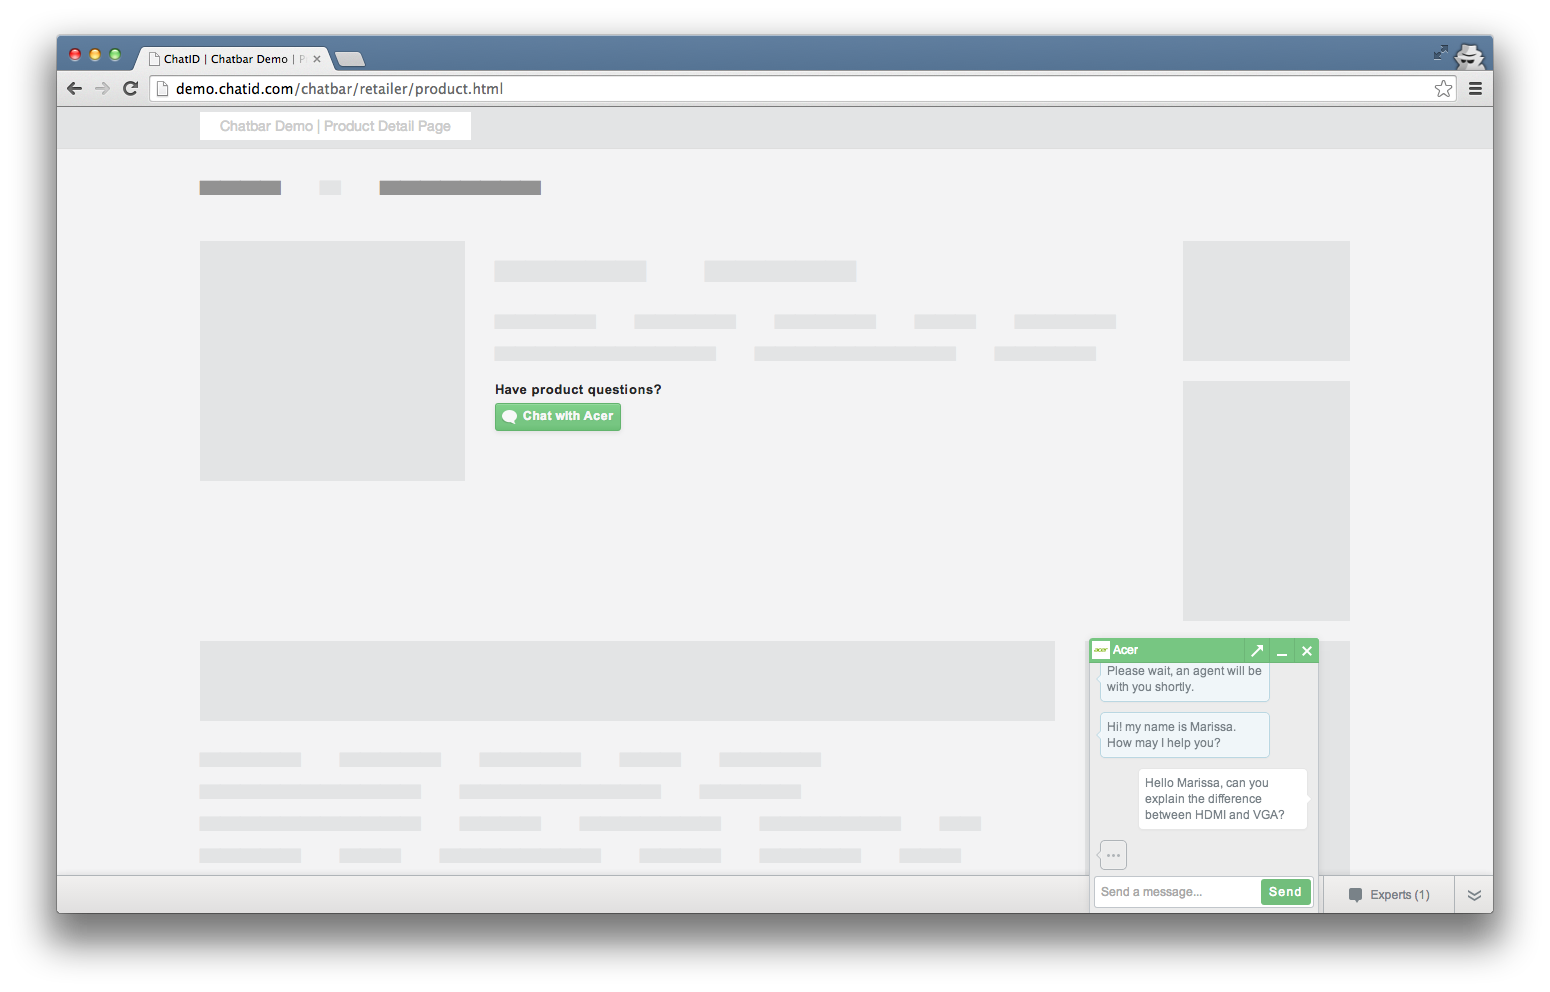 ChatID | Chatbar Demo | P
demo.chatid.com/chatbar/retailer/product.html
Chatbar Demo | Product Detail Page
Have product questions?
Chat with Acer
acer Acer
Please wait, an agent will be
with you shortly.
Hi! my name is Marissa.
How may I help you?
Hello Marissa, can you
explain the difference
between HDMI and VGA?
...
Send a message...
Send
Experts (1)